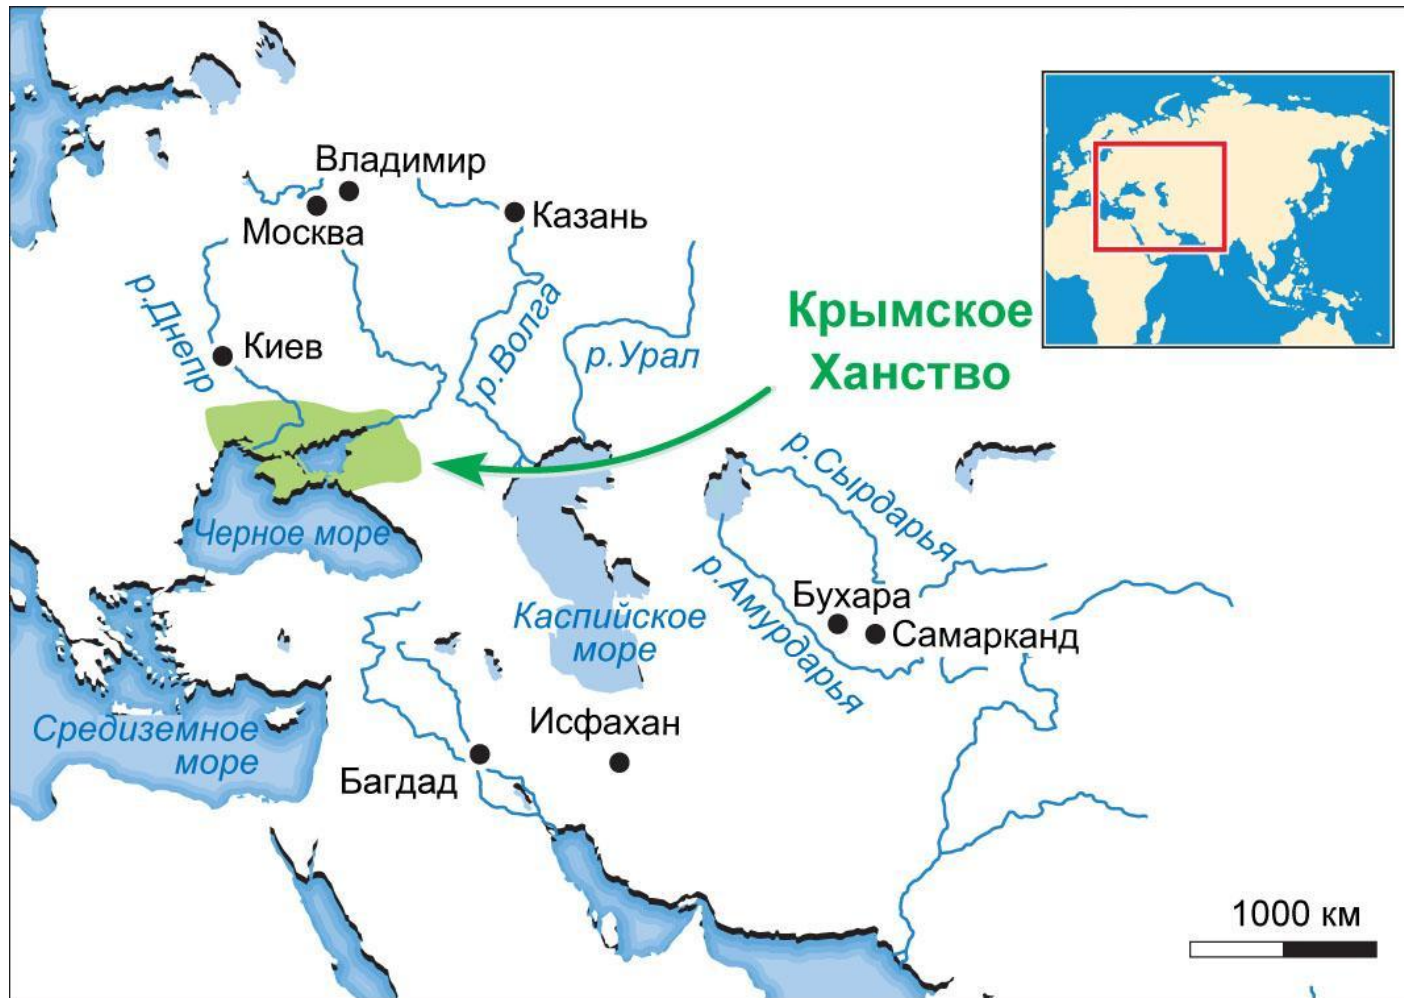 Владимир
Москва
Казань
р.Днепр
Киев
р.Волга
р.Урал
Крымское
Ханство
Черное море
Каспийское
море
р.Сырдарья
р.Амурдарья
Бухара
Самарканд
Средиземное
море
Исфахан
Багдад
1000 км